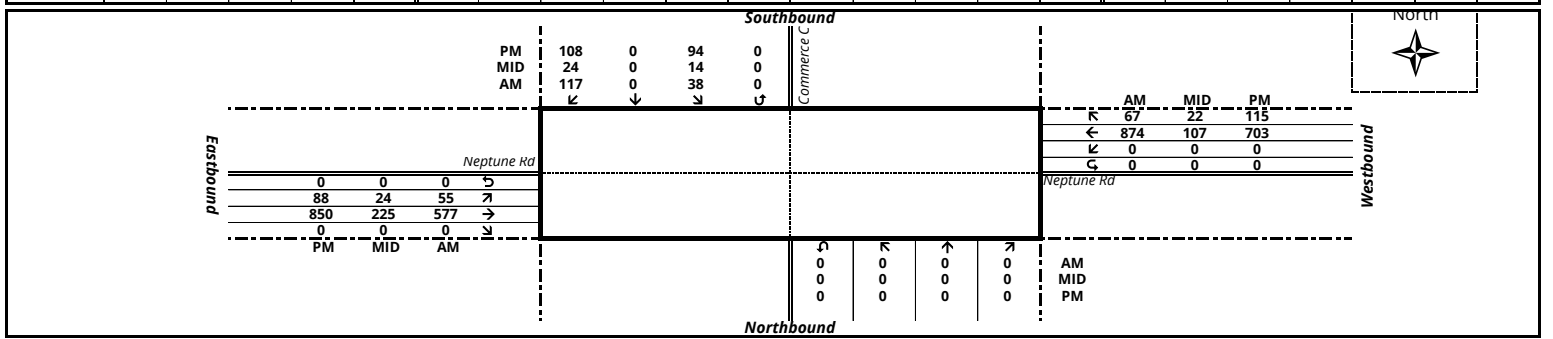 Southbound
North
Commerce C
PM 108 0 94 0
MID 24 0 14 0
AM 117 0 38 0
↙ ↓ ↘
AM MID PM
↖ 67 22 115
← 874 107 703
↙ 0 0 0
0 0 0
Eastbound
Westbound
Neptune Rd
Neptune Rd
0 0 0
88 24 55 ↗
850 225 577 →
0 0 0 ↘
PM MID AM
↖ ↑ ↗
0 0 0 0 AM
0 0 0 0 MID
0 0 0 0 PM
Northbound